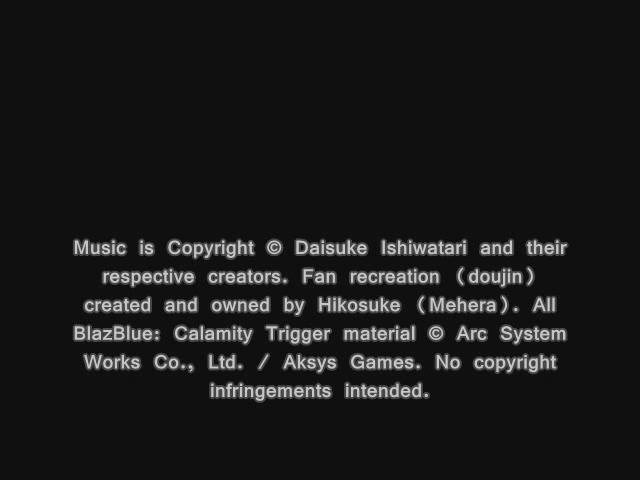 Music is Copyright © Daisuke Ishiwatari and their
respective creators. Fan recreation (doujin)
created and owned by Hikosuke (Mehera). All
BlazBlue: Calamity Trigger material © Arc System
Works Co., Ltd. / Aksys Games. No copyright
infringements intended.